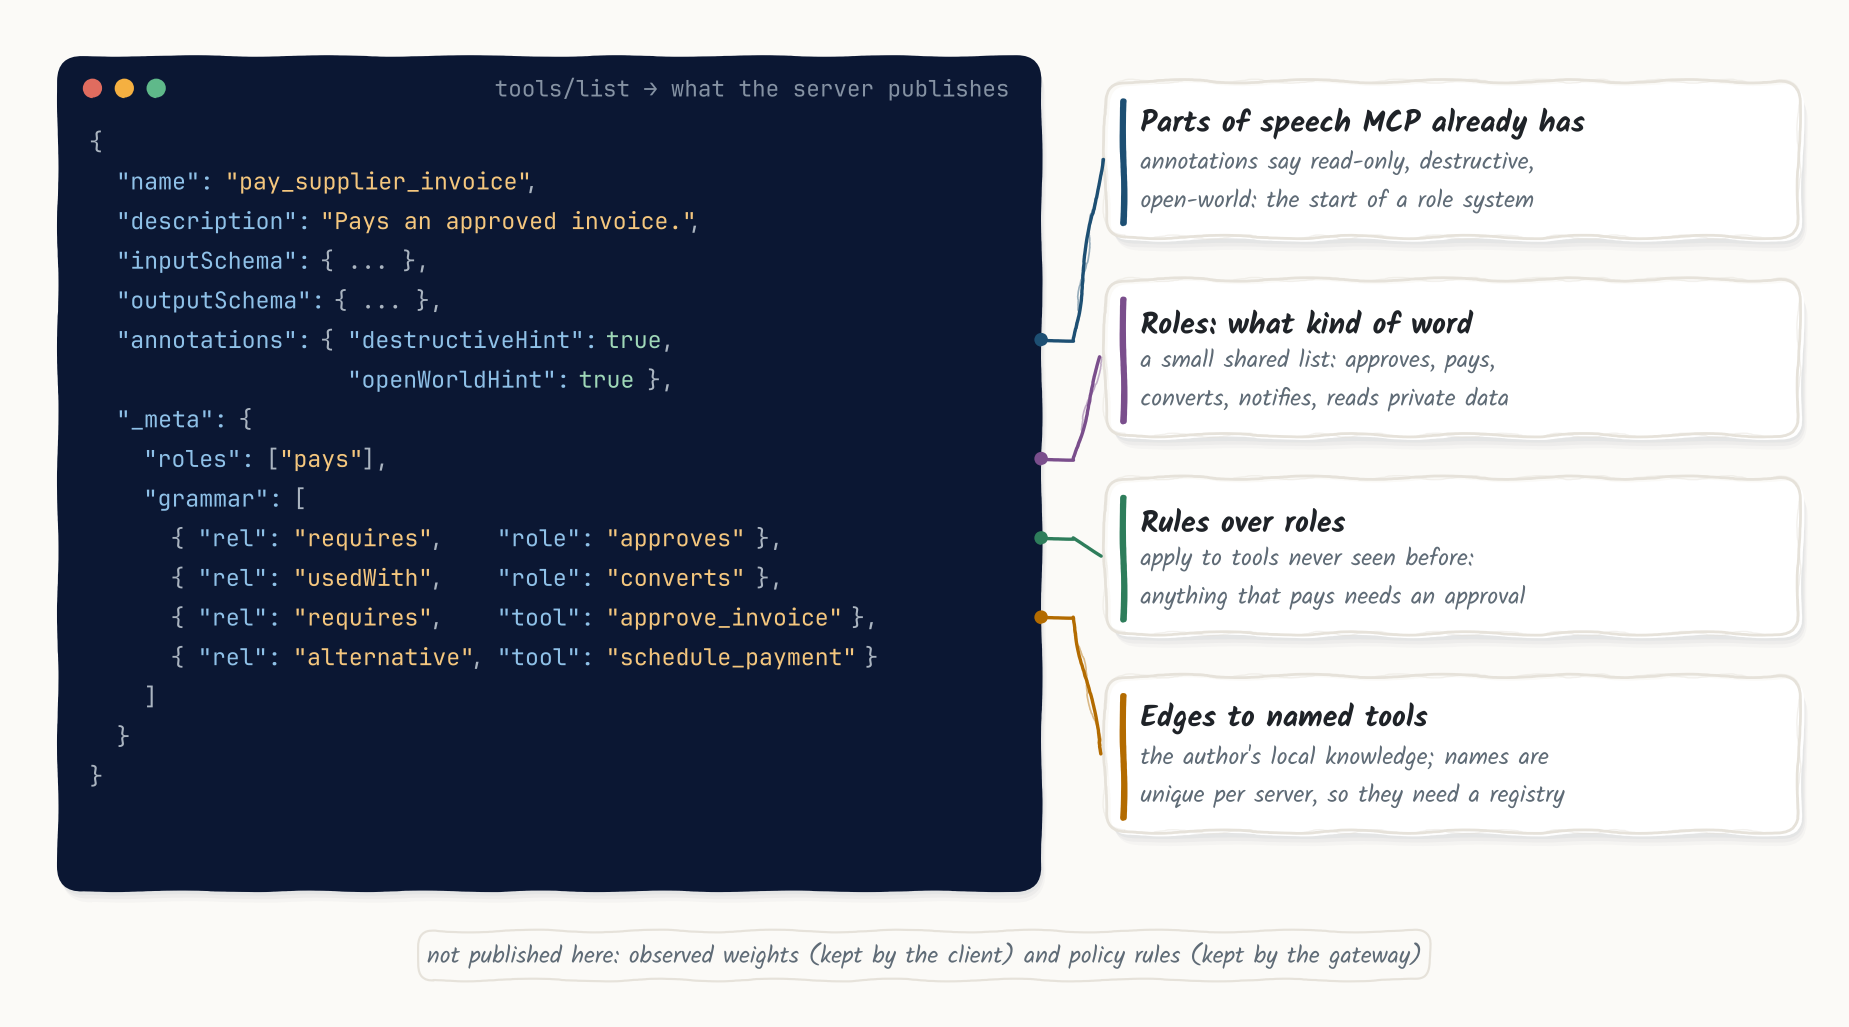 tools/list → what the server publishes
{
"name": "pay_supplier_invoice",
"description": "Pays an approved invoice.",
"inputSchema": { ... },
"outputSchema": { ... },
"annotations": { "destructiveHint": true,
"openWorldHint": true },
"_meta": {
"roles": ["pays"],
"grammar": [
{ "rel": "requires", "role": "approves" },
{ "rel": "usedWith", "role": "converts" },
{ "rel": "requires", "tool": "approve_invoice" },
{ "rel": "alternative", "tool": "schedule_payment" }
]
}
}
Parts of speech MCP already has
annotations say read-only, destructive,
open-world: the start of a role system
Roles: what kind of word
a small shared list: approves, pays,
converts, notifies, reads private data
Rules over roles
apply to tools never seen before:
anything that pays needs an approval
Edges to named tools
the author's local knowledge; names are
unique per server, so they need a registry
not published here: observed weights (kept by the client) and policy rules (kept by the gateway)